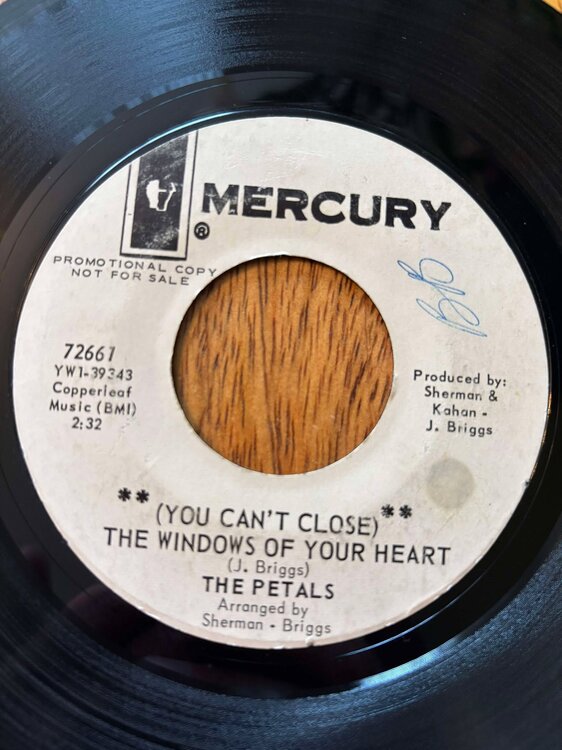 MERCURY
®
PROMOTIONAL COPY
NOT FOR SALE
72661
YW1-39343
Copperleaf
Music (BMI)
2:32
Produced by:
Sherman &
Kahan -
J. Briggs
** (YOU CAN'T CLOSE) **
THE WINDOWS OF YOUR HEART
(J. Briggs)
THE PETALS
Arranged by
Sherman - Briggs